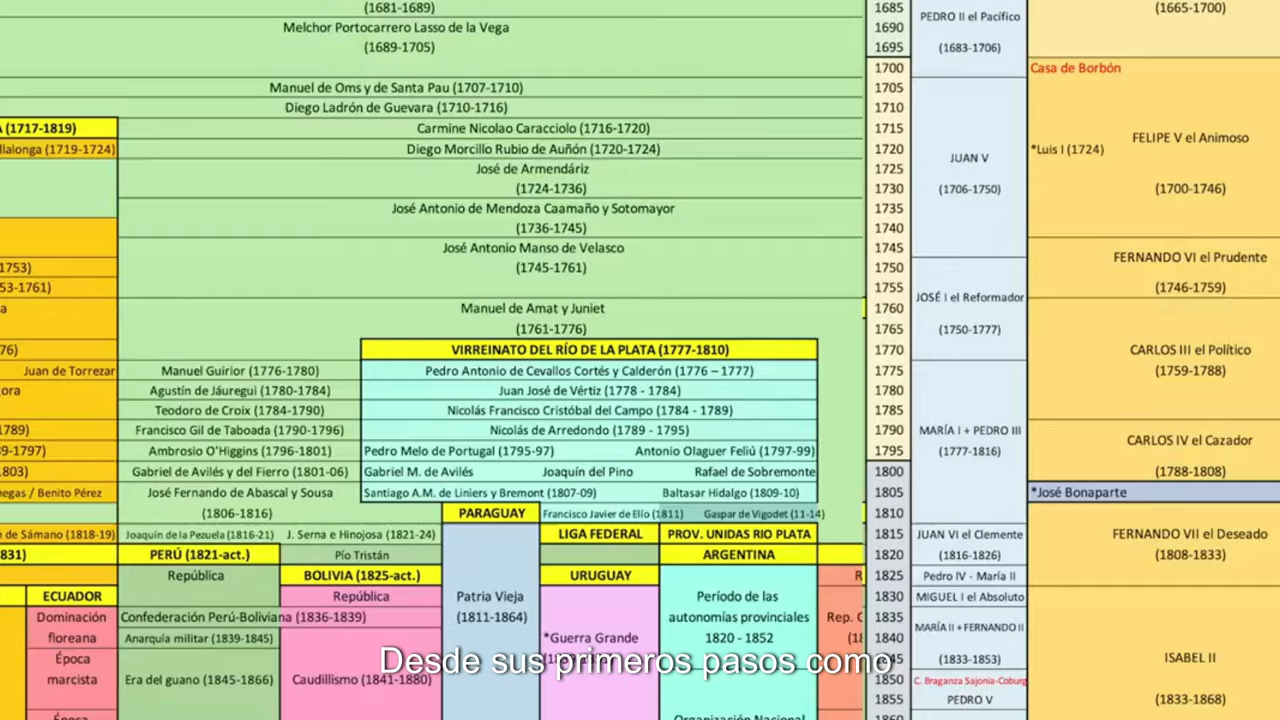 (1681-1689)
Melchor Portocarrero Lasso de la Vega
(1689-1705)
Manuel de Oms y de Santa Pau (1707-1710)
Diego Ladrón de Guevara (1710-1716)
(1717-1819)
Carmine Nicolao Caracciolo (1716-1720)
(1719-1724)
Diego Morcillo Rubio de Auñón (1720-1724)
José de Armendáriz
(1724-1736)
José Antonio de Mendoza Caamaño y Sotomayor
(1736-1745)
José Antonio Manso de Velasco
1753)
(1745-1761)
53-1761)
Manuel de Amat y Juniet
(1761-1776)
76)
VIRREINATO DEL RÍO DE LA PLATA (1777-1810)
Juan de Torrezar
Manuel Guirior (1776-1780)
Pedro Antonio de Cevallos Cortés y Calderón (1776 – 1777)
Agustín de Jáuregui (1780-1784)
Juan José de Vértiz (1778 - 1784)
Teodoro de Croix (1784-1790)
Nicolás Francisco Cristóbal del Campo (1784 - 1789)
1789)
Francisco Gil de Taboada (1790-1796)
Nicolás de Arredondo (1789 - 1795)
89-1797)
Ambrosio O'Higgins (1796-1801)
Pedro Melo de Portugal (1795-97)
Antonio Olaguer Feliú (1797-99)
1803)
Gabriel de Avilés y del Fierro (1801-06)
Gabriel M. de Avilés
Joaquín del Pino
Rafael de Sobremonte
/ Benito Pérez
José Fernando de Abascal y Sousa
Santiago A.M. de Liniers y Bremont (1807-09)
Baltasar Hidalgo (1809-10)
(1806-1816)
PARAGUAY
Francisco Javier de Elío (1811)
Gaspar de Vigodet (11-14)
de Sámano (1818-19)
Joaquín de la Pezuela (1816-21)
J. Serna e Hinojosa (1821-24)
LIGA FEDERAL
PROV. UNIDAS RIO PLATA
1831)
PERÚ (1821-act.)
Pío Tristán
ARGENTINA
República
BOLIVIA (1825-act.)
URUGUAY
R
ECUADOR
República
Patria Vieja
(1811-1864)
Período de las
autonomías provinciales
1820 - 1852
Dominación
floreana
Confederación Perú-Boliviana (1836-1839)
Rep.
Anarquía militar (1839-1845)
*Guerra Grande
Época
marcista
Era del guano (1845-1866)
Caudillismo (1841-1880)
Época
Organización Nacional
1685
1690
1695
1700
1705
1710
1715
1720
1725
1730
1735
1740
1745
1750
1755
1760
1765
1770
1775
1780
1785
1790
1795
1800
1805
1810
1815
1820
1825
1830
1835
1840
1850
1855
1860
PEDRO II el Pacífico
(1683-1706)
JUAN V
(1706-1750)
JOSÉ I el Reformador
(1750-1777)
MARÍA I + PEDRO III
(1777-1816)
JUAN VI el Clemente
(1816-1826)
Pedro IV - María II
MIGUEL I el Absoluto
MARÍA II + FERNANDO II
(1833-1853)
C. Braganza Sajonia-Coburg
PEDRO V
(1665-1700)
Casa de Borbón
FELIPE V el Animoso
*Luis I (1724)
(1700-1746)
FERNANDO VI el Prudente
(1746-1759)
CARLOS III el Político
(1759-1788)
CARLOS IV el Cazador
(1788-1808)
*José Bonaparte
FERNANDO VII el Deseado
(1808-1833)
ISABEL II
(1833-1868)
Desde sus primeros pasos como